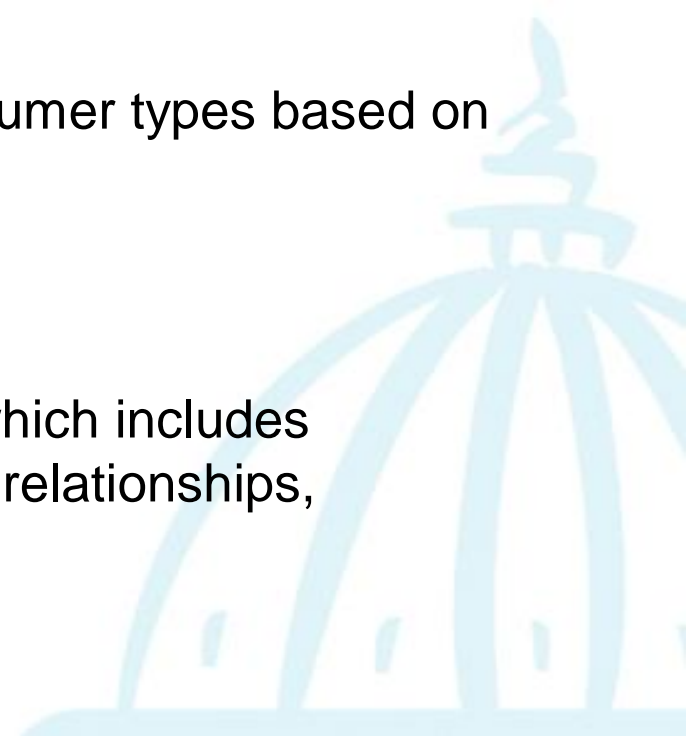 umer types based on
hich includes
relationships,